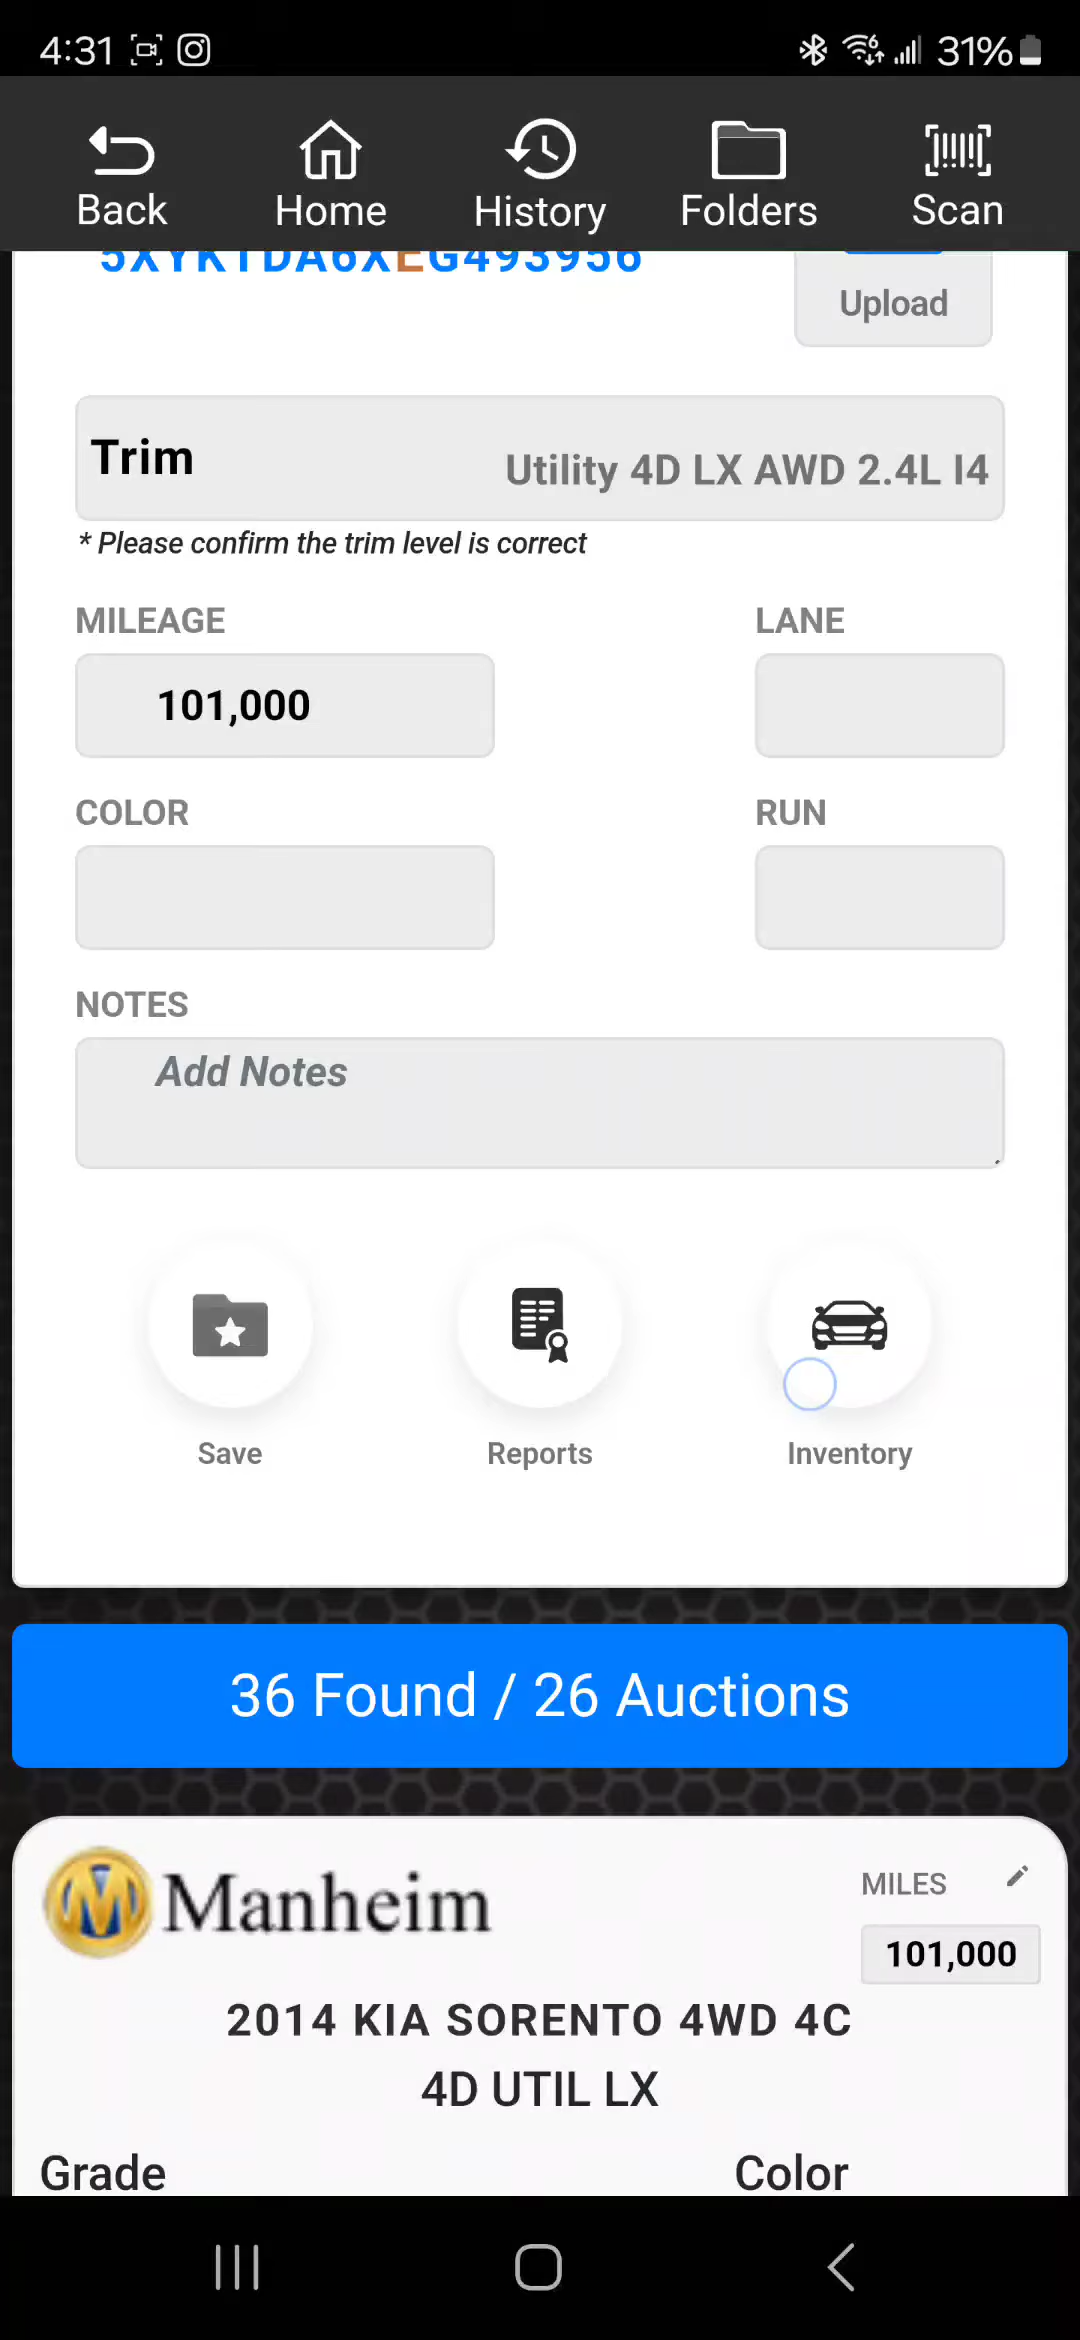 4:31
31%
Back
Home
History
Folders
Scan
5XYKTDA6XEG493956
Upload
Trim
Utility 4D LX AWD 2.4L I4
* Please confirm the trim level is correct
MILEAGE
LANE
101,000
COLOR
RUN
NOTES
Add Notes
Save
Reports
Inventory
36 Found / 26 Auctions
Manheim
MILES
101,000
2014 KIA SORENTO 4WD 4C
4D UTIL LX
Grade
Color